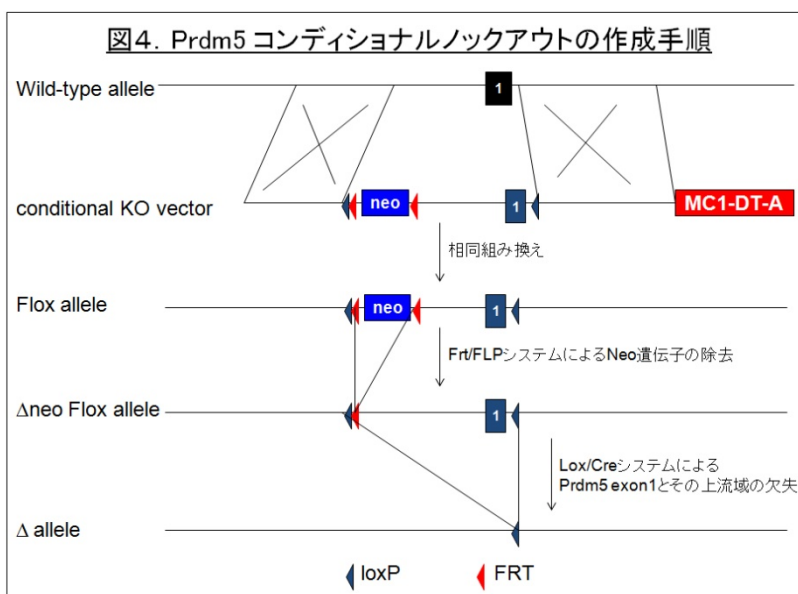 図4. Prdm5 コンディショナルノックアウトの作成手順
Wild-type allele
1
conditional KO vector
neo
1
MC1-DT-A
相同組み換え
Flox allele
neo
1
Frt/FLPシステムによるNeo遺伝子の除去
Δneo Flox allele
1
Lox/Creシステムによる
Prdm5 exon1とその上流域の欠失
Δ allele
loxP
FRT